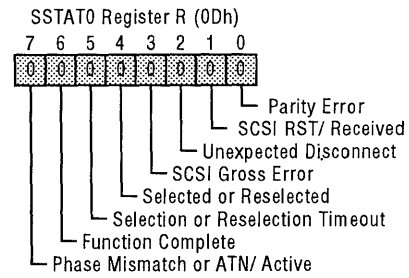 SSTAT0 Register R (0Dh)
7 6 5 4 3 2 1 0
0 0 0 0 0 0 0 0
Parity Error
SCSI RST/ Received
Unexpected Disconnect
SCSI Gross Error
Selected or Reselected
Selection or Reselection Timeout
Function Complete
Phase Mismatch or ATN/ Active